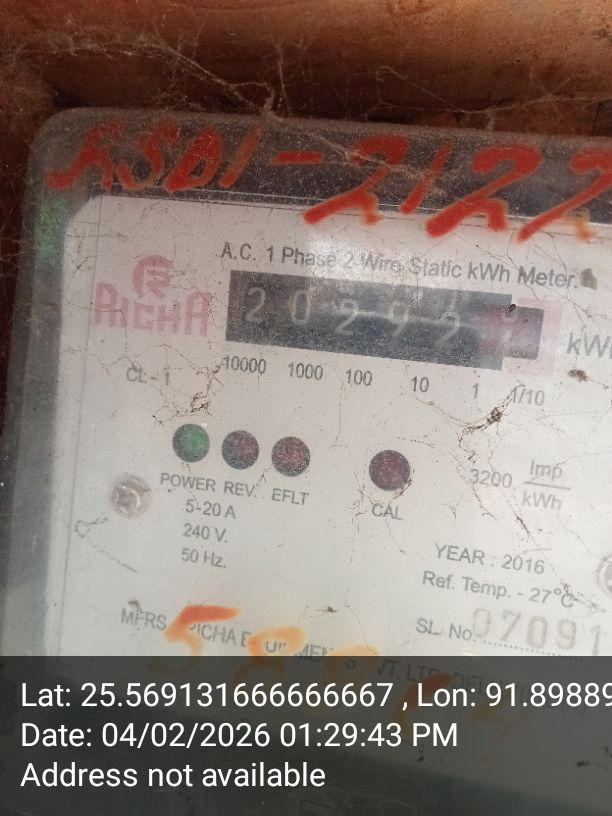 -2122
A.C. 1 Phase 2 Wire Static kWh Meter.
RICHA
2 0 2 9 2
kWh
10000 1000 100 10 1 1/10
CL-1
POWER REV. EFLT
CAL
3200 Imp/kWh
5-20 A
240 V.
50 Hz.
YEAR : 2016
Ref. Temp. - 27°C
SL. No. 07091
Lat: 25.569131666666667 , Lon: 91.89889
Date: 04/02/2026 01:29:43 PM
Address not available